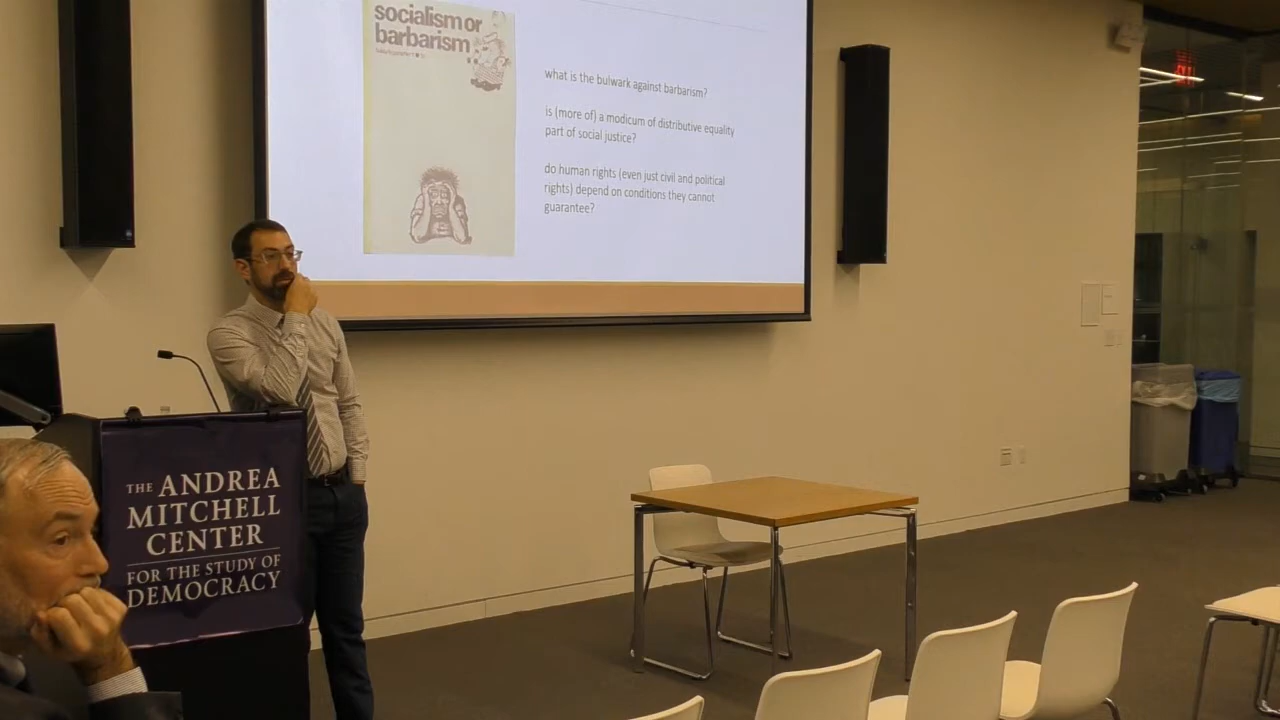 socialism or
barbarism
what is the bulwark against barbarism?
is (more of) a modicum of distributive equality
part of social justice?
do human rights (even just civil and political
rights) depend on conditions they cannot
guarantee?
THE ANDREA
MITCHELL
CENTER
FOR THE STUDY OF
DEMOCRACY